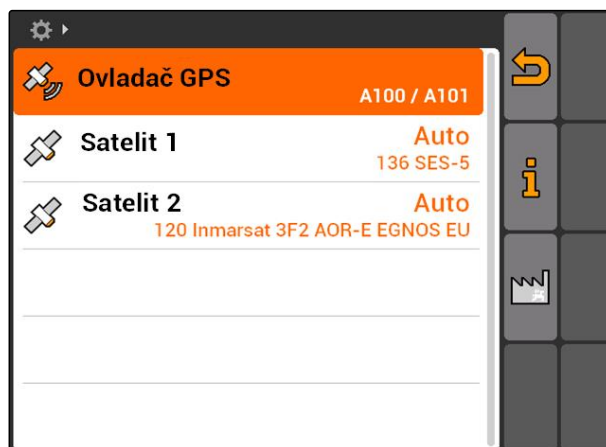 Ovladač GPS
A100 / A101
Satelit 1
Auto
136 SES-5
Satelit 2
Auto
120 Inmarsat 3F2 AOR-E EGNOS EU